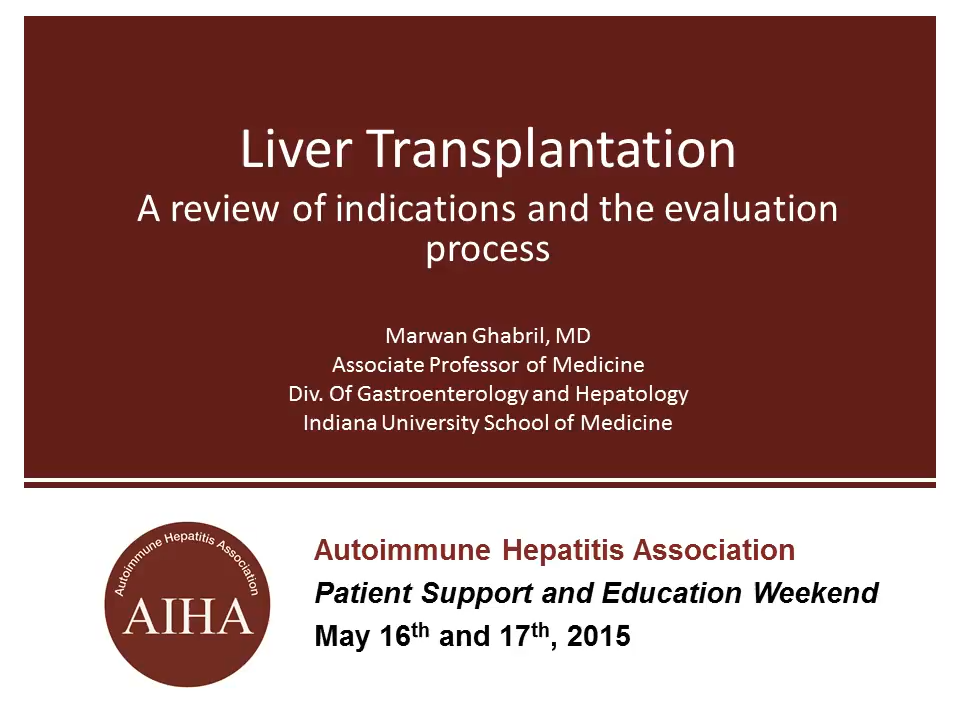 Liver Transplantation
A review of indications and the evaluation
process
Marwan Ghabril, MD
Associate Professor of Medicine
Div. Of Gastroenterology and Hepatology
Indiana University School of Medicine
Autoimmune Hepatitis Association
AIHA
Autoimmune Hepatitis Association
Patient Support and Education Weekend
May 16th and 17th, 2015